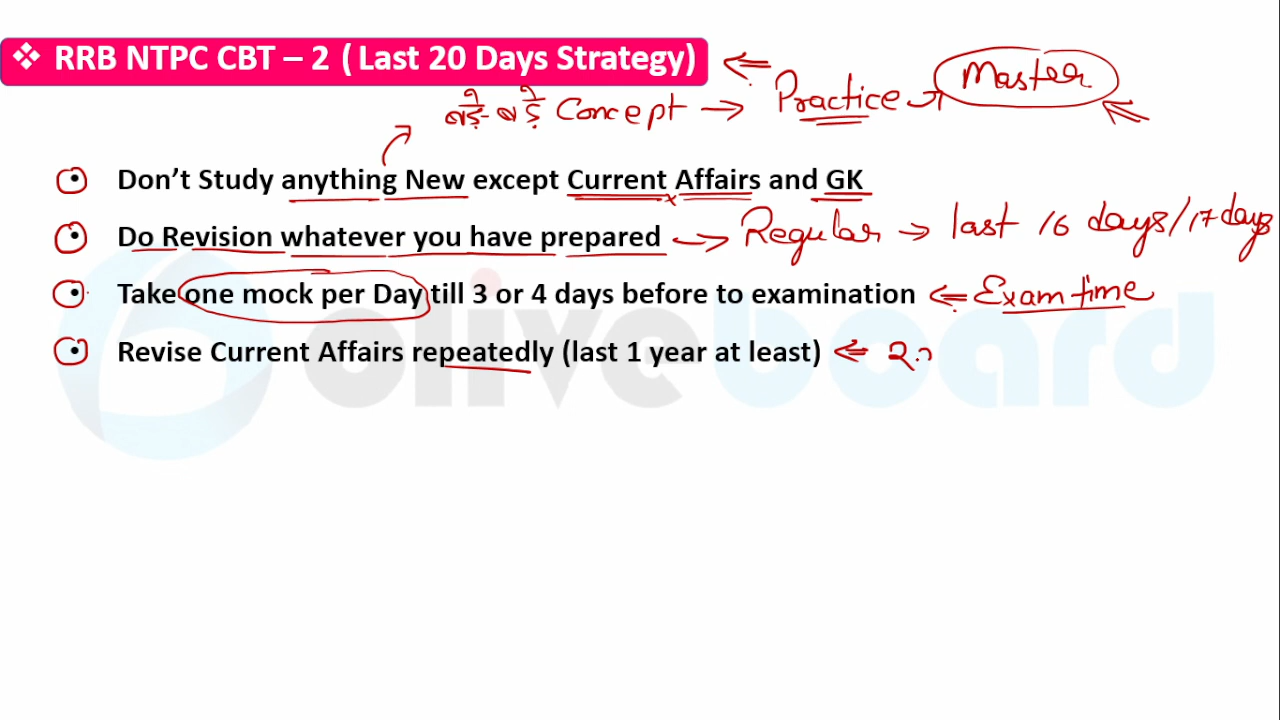 ❖ RRB NTPC CBT – 2 ( Last 20 Days Strategy)
Concept → Practice → Master
• Don’t Study anything New except Current Affairs and GK
• Do Revision whatever you have prepared → Regular → last 16 days/17 days
• Take one mock per Day till 3 or 4 days before to examination ⇐ Exam time
• Revise Current Affairs repeatedly (last 1 year at least) ⇐
oliveboard